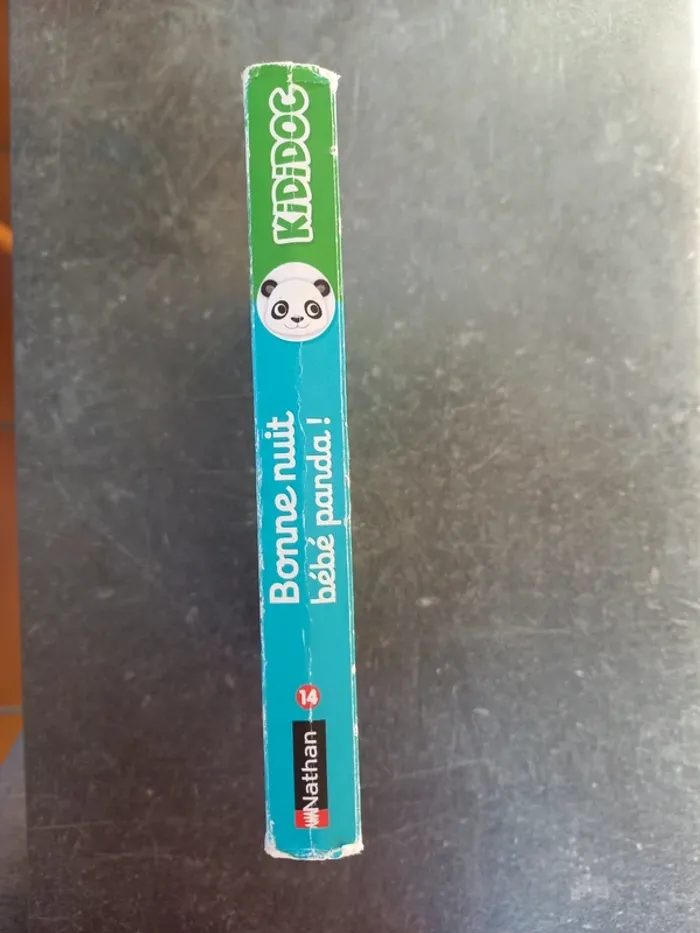 KiDiDOC
Bonne nuit
bébé panda !
14
Nathan